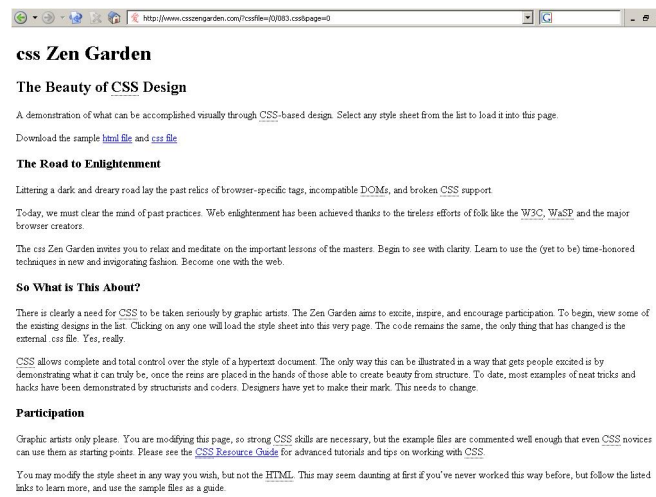 http://www.csszengarden.com/?cssfile=/0/083.css&page=0
css Zen Garden
The Beauty of CSS Design
A demonstration of what can be accomplished visually through CSS-based design. Select any style sheet from the list to load it into this page.
Download the sample html file and css file
The Road to Enlightenment
Littering a dark and dreary road lay the past relics of browser-specific tags, incompatible DOMs, and broken CSS support.
Today, we must clear the mind of past practices. Web enlightenment has been achieved thanks to the tireless efforts of folk like the W3C, WaSP and the major
browser creators.
The css Zen Garden invites you to relax and meditate on the important lessons of the masters. Begin to see with clarity. Learn to use the (yet to be) time-honored
techniques in new and invigorating fashion. Become one with the web.
So What is This About?
There is clearly a need for CSS to be taken seriously by graphic artists. The Zen Garden aims to excite, inspire, and encourage participation. To begin, view some of
the existing designs in the list. Clicking on any one will load the style sheet into this very page. The code remains the same, the only thing that has changed is the
external .css file. Yes, really.
CSS allows complete and total control over the style of a hypertext document. The only way this can be illustrated in a way that gets people excited is by
demonstrating what it can truly be, once the reins are placed in the hands of those able to create beauty from structure. To date, most examples of neat tricks and
hacks have been demonstrated by structurists and coders. Designers have yet to make their mark. This needs to change.
Participation
Graphic artists only please. You are modifying this page, so strong CSS skills are necessary, but the example files are commented well enough that even CSS novices
can use them as starting points. Please see the CSS Resource Guide for advanced tutorials and tips on working with CSS.
You may modify the style sheet in any way you wish, but not the HTML. This may seem daunting at first if you've never worked this way before, but follow the listed
links to learn more, and use the sample files as a guide.